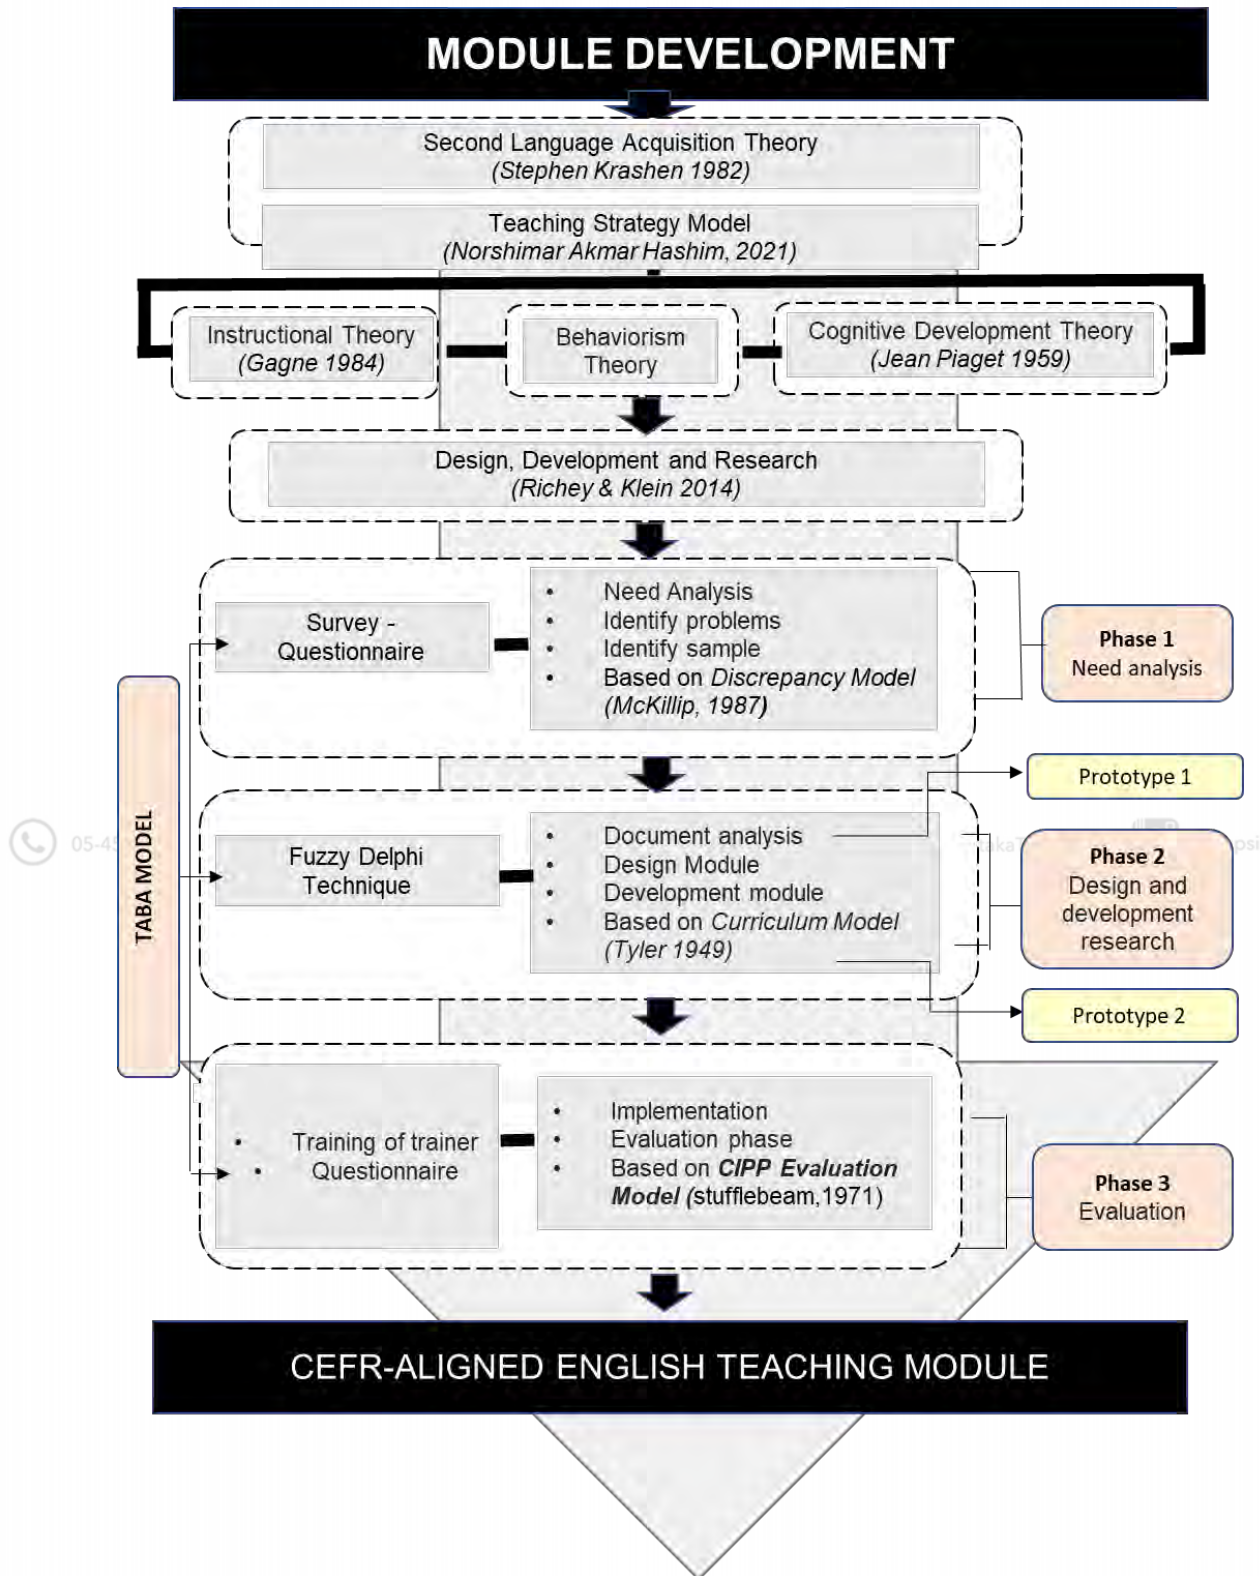 MODULE DEVELOPMENT
Second Language Acquisition Theory
(Stephen Krashen 1982)
Teaching Strategy Model
(Norshimar Akmar Hashim, 2021)
Instructional Theory
(Gagne 1984)
Behaviorism
Theory
Cognitive Development Theory
(Jean Piaget 1959)
Design, Development and Research
(Richey & Klein 2014)
Survey -
Questionnaire
• Need Analysis
• Identify problems
• Identify sample
• Based on Discrepancy Model
(McKillip, 1987)
Phase 1
Need analysis
TABA MODEL
Prototype 1
Fuzzy Delphi
Technique
• Document analysis
• Design Module
• Development module
• Based on Curriculum Model
(Tyler 1949)
Phase 2
Design and
development
research
Prototype 2
05-45
• Training of trainer
• Questionnaire
• Implementation
• Evaluation phase
• Based on CIPP Evaluation
Model (stufflebeam,1971)
Phase 3
Evaluation
CEFR-ALIGNED ENGLISH TEACHING MODULE